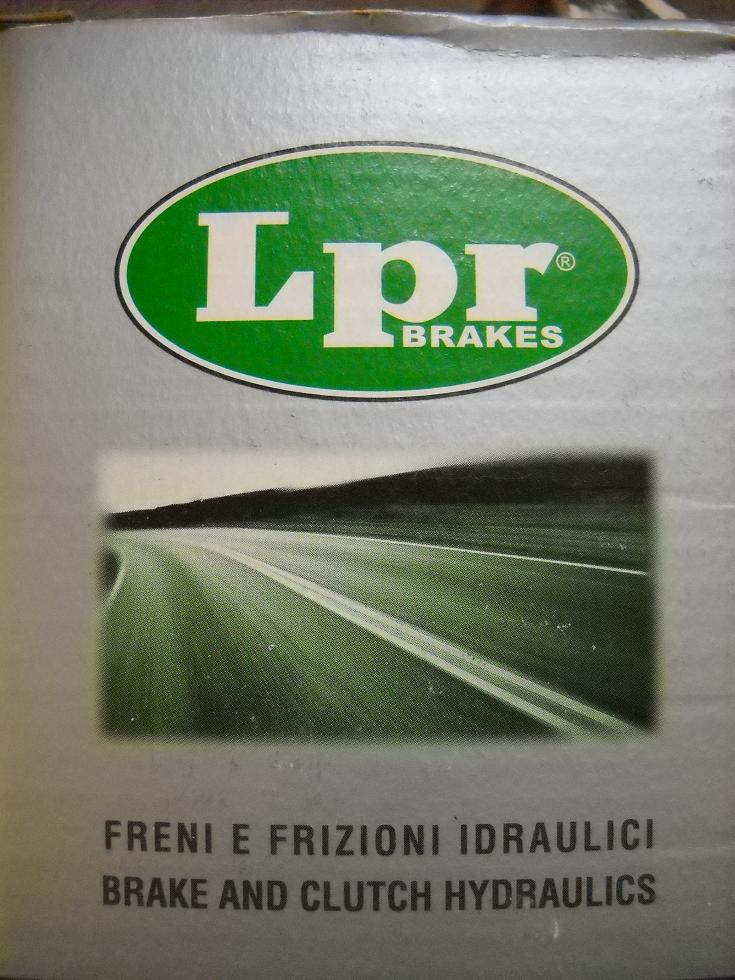 Lpr®
BRAKES
FRENI E FRIZIONI IDRAULICI
BRAKE AND CLUTCH HYDRAULICS